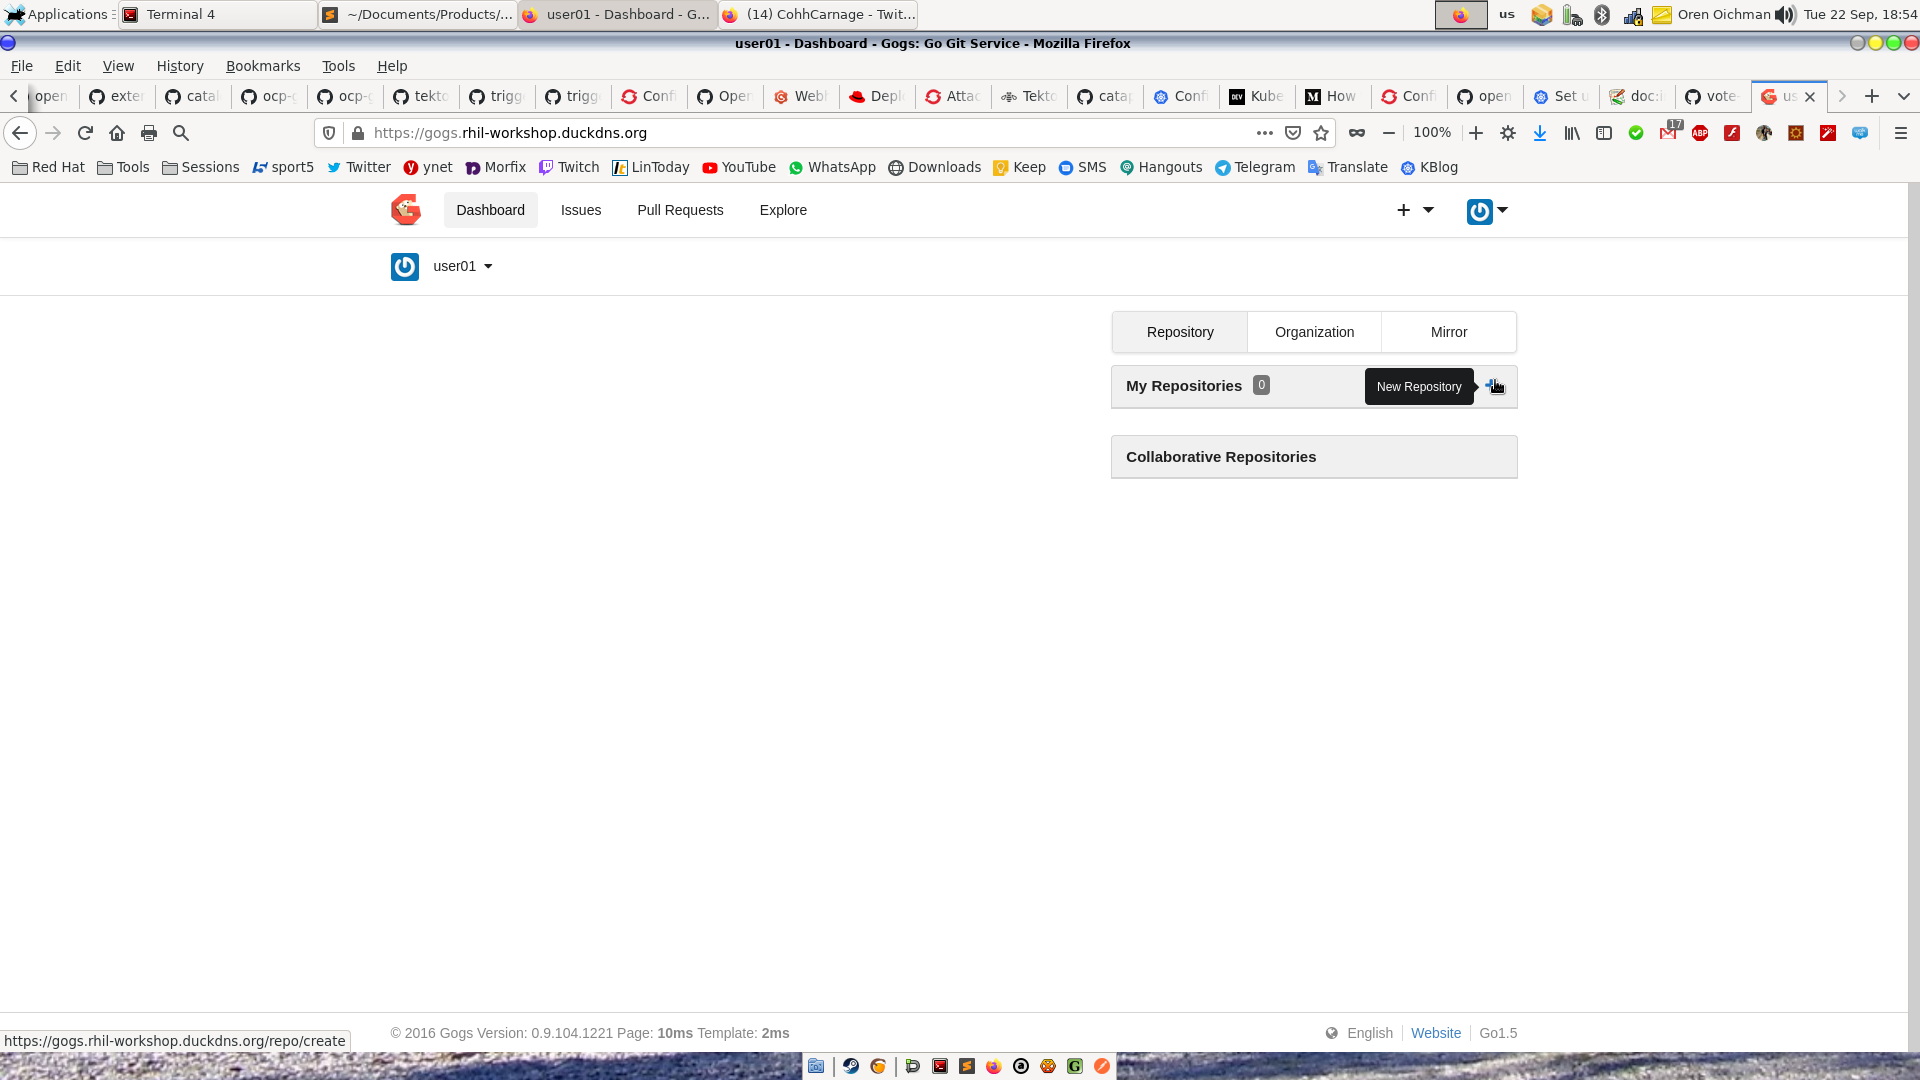 Applications
Terminal 4
~/Documents/Products/...
user01 - Dashboard - G...
(14) CohhCarnage - Twit...
us
Oren Oichman
Tue 22 Sep, 18:54
user01 - Dashboard - Gogs: Go Git Service - Mozilla Firefox
File Edit View History Bookmarks Tools Help
open exter catal ocp-g ocp-g tekto trigge trigge Confi Open Webl Depl Attac Tekto catap Confi Kube How Confi open Set u doc:i vote- us
https://gogs.rhil-workshop.duckdns.org
100%
17
ABP
Red Hat Tools Sessions sport5 Twitter ynet Morfix Twitch LinToday YouTube WhatsApp Downloads Keep SMS Hangouts Telegram Translate KBlog
Dashboard Issues Pull Requests Explore
user01
Repository Organization Mirror
My Repositories 0
New Repository
Collaborative Repositories
© 2016 Gogs Version: 0.9.104.1221 Page: 10ms Template: 2ms
English Website Go1.5
https://gogs.rhil-workshop.duckdns.org/repo/create